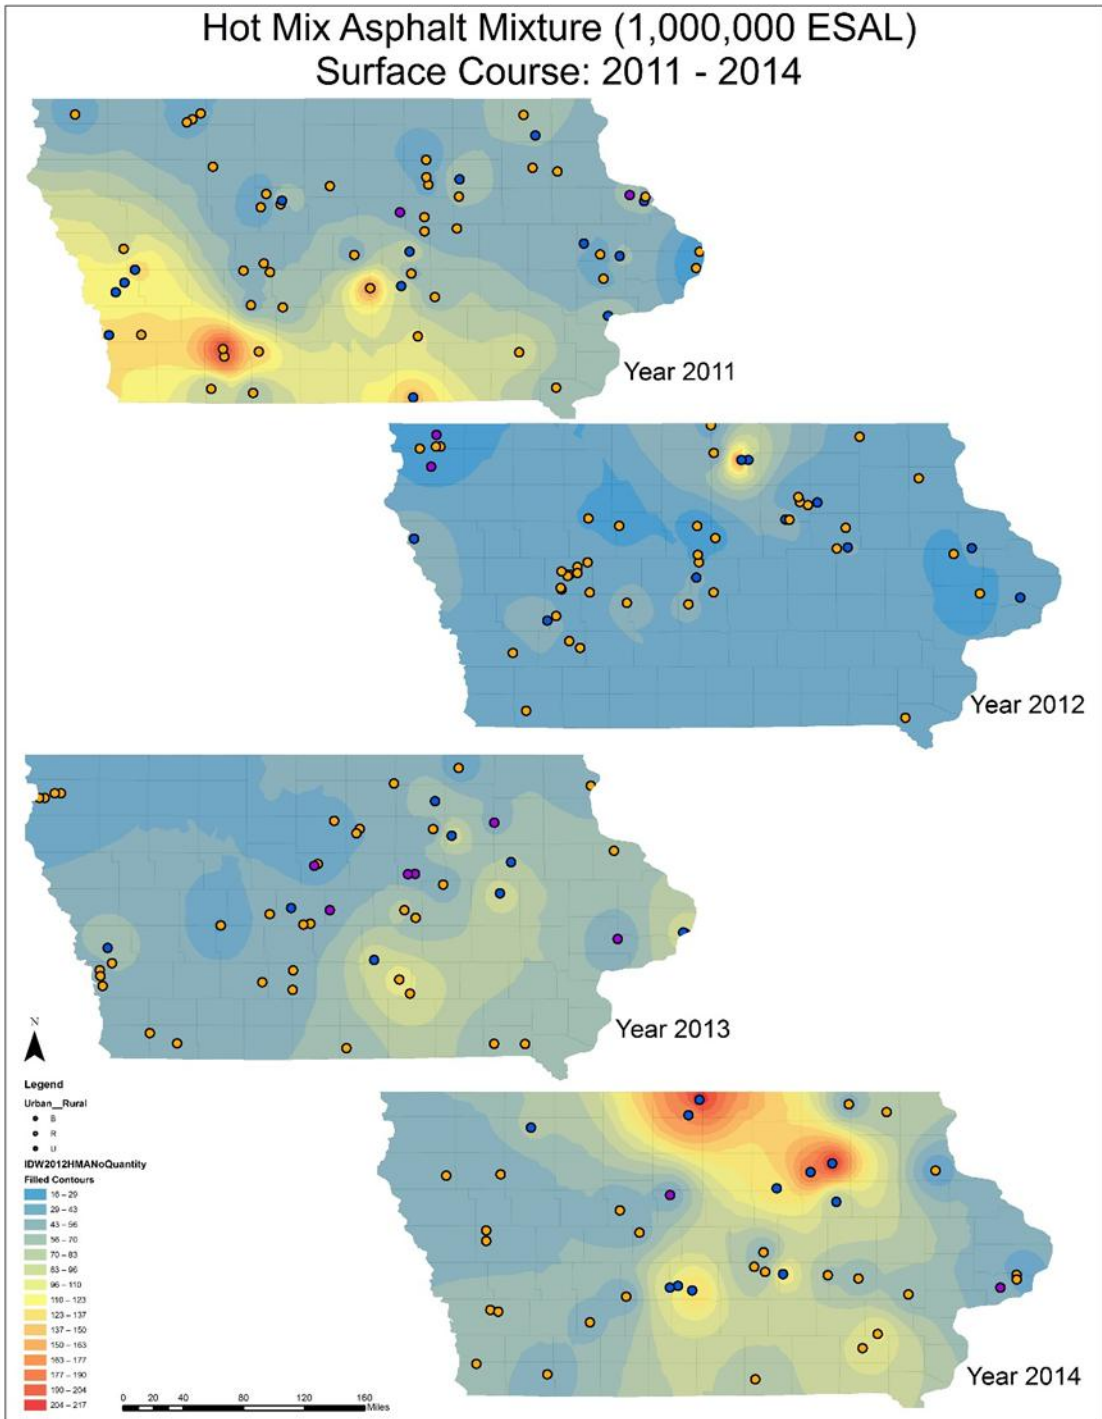 Hot Mix Asphalt Mixture (1,000,000 ESAL)
Surface Course: 2011 - 2014
Year 2011
Year 2012
Year 2013
N
Legend
Urban__Rural
B
R
U
IDW2012HMANoQuantity
Filled Contours
16 – 29
29 – 43
43 – 56
56 – 70
70 – 83
83 – 96
96 – 110
110 – 123
123 – 137
137 – 150
150 – 163
163 – 177
177 – 190
190 – 204
204 – 217
0 20 40 80 120 160
Miles
Year 2014